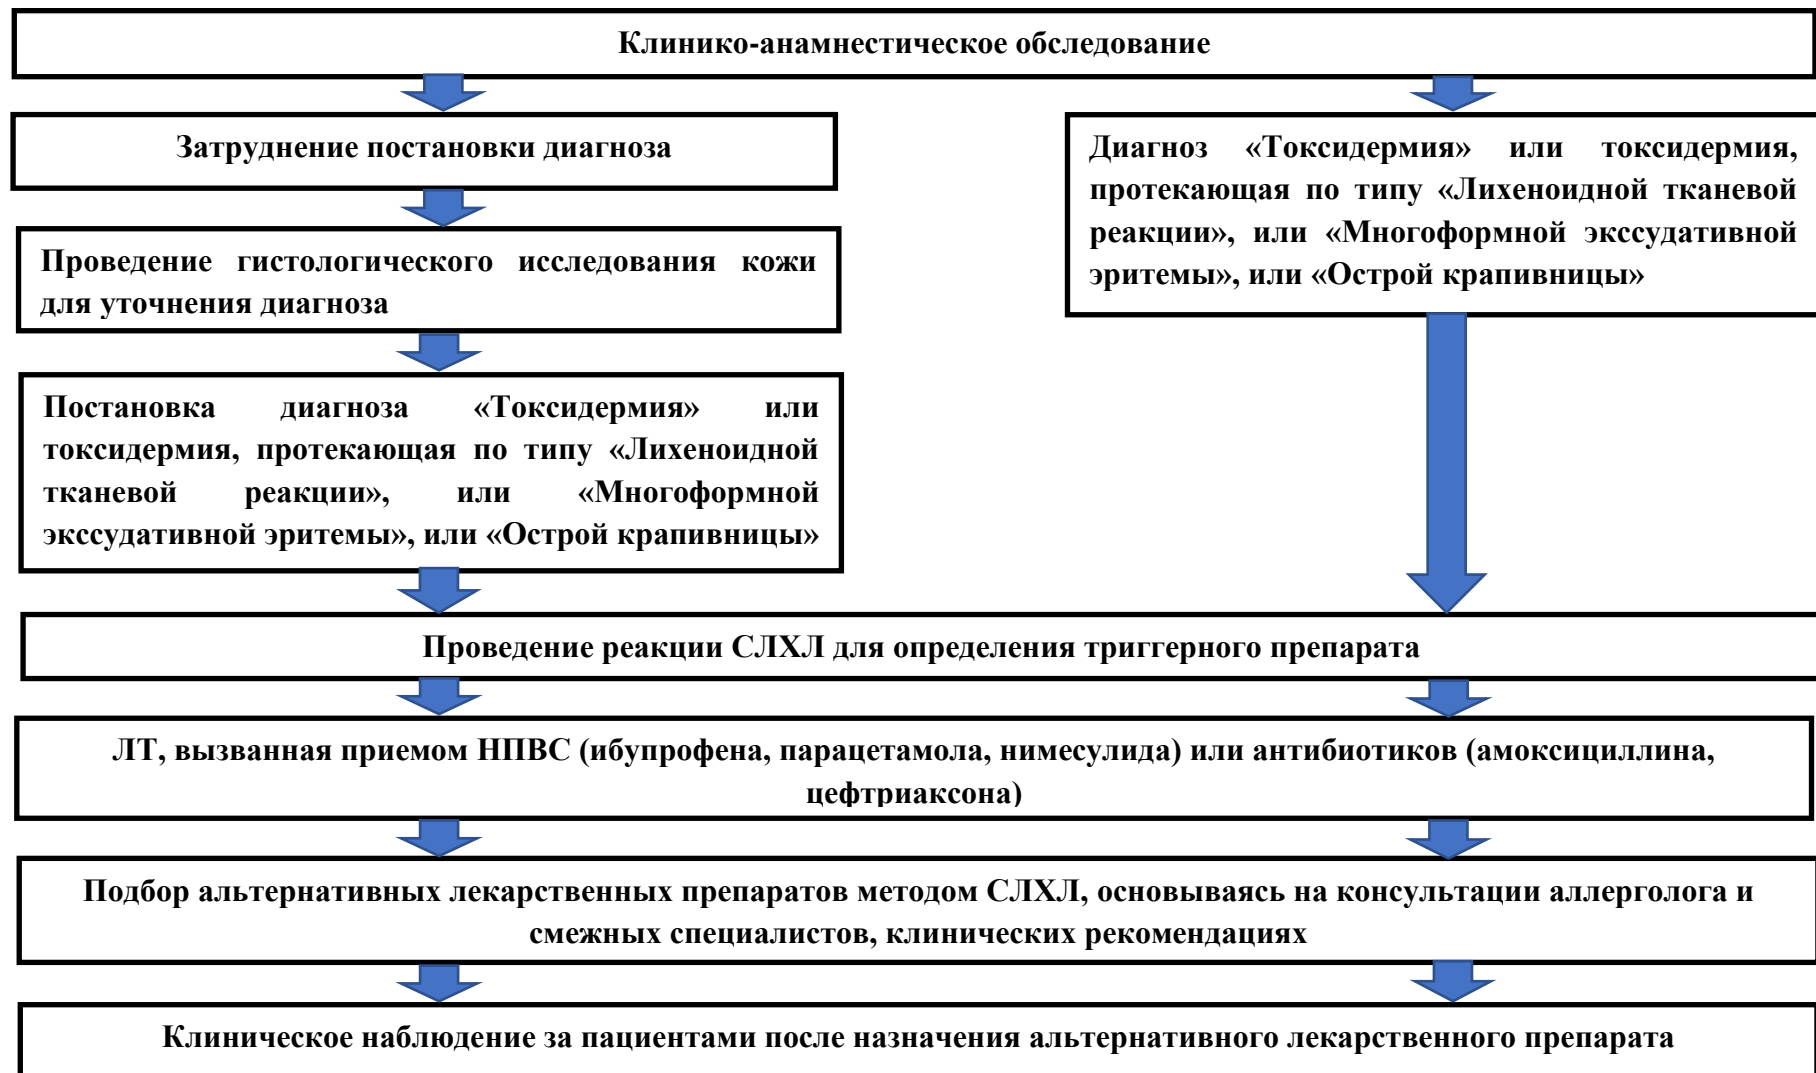 Клинико-анамнестическое обследование
Затруднение постановки диагноза
Диагноз «Токсидермия» или токсидермия,
протекающая по типу «Лихеноидной тканевой
реакции», или «Многоформной экссудативной
эритемы», или «Острой крапивницы»
Проведение гистологического исследования кожи
для уточнения диагноза
Постановка диагноза «Токсидермия» или
токсидермия, протекающая по типу «Лихеноидной
тканевой реакции», или «Многоформной
экссудативной эритемы», или «Острой крапивницы»
Проведение реакции СЛХЛ для определения триггерного препарата
ЛТ, вызванная приемом НПВС (ибупрофена, парацетамола, нимесулида) или антибиотиков (амоксициллина,
цефтриаксона)
Подбор альтернативных лекарственных препаратов методом СЛХЛ, основываясь на консультации аллерголога и
смежных специалистов, клинических рекомендациях
Клиническое наблюдение за пациентами после назначения альтернативного лекарственного препарата